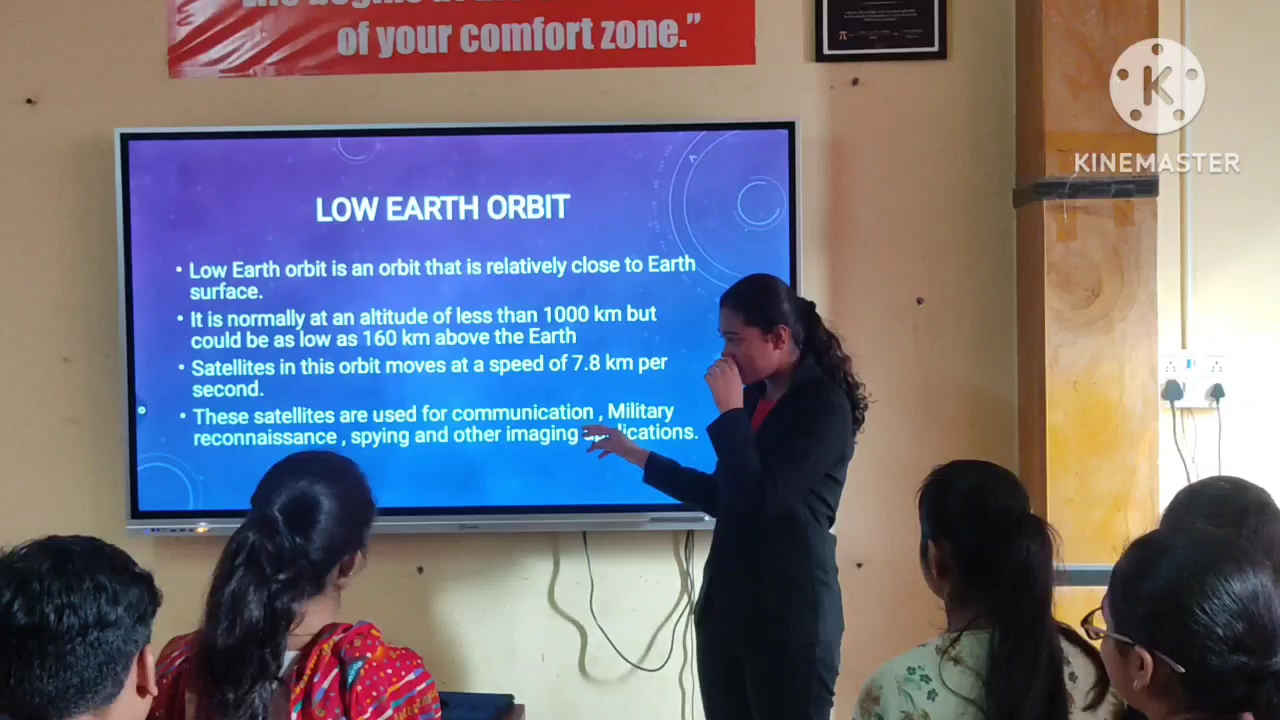 of your comfort zone.”
KINEMASTER
LOW EARTH ORBIT
• Low Earth orbit is an orbit that is relatively close to Earth
surface.
• It is normally at an altitude of less than 1000 km but
could be as low as 160 km above the Earth
• Satellites in this orbit moves at a speed of 7.8 km per
second.
• These satellites are used for communication , Military
reconnaissance , spying and other imaging applications.